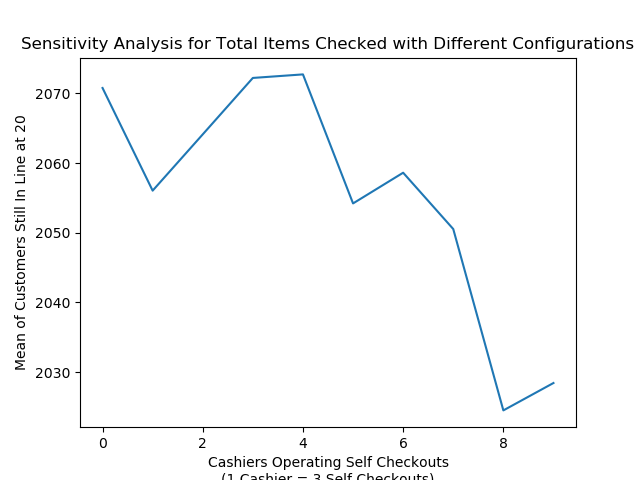 Sensitivity Analysis for Total Items Checked with Different Configurations
Mean of Customers Still In Line at 20
2070
2060
2050
2040
2030
0 2 4 6 8
Cashiers Operating Self Checkouts
(1 Cashier = 3 Self Checkouts)